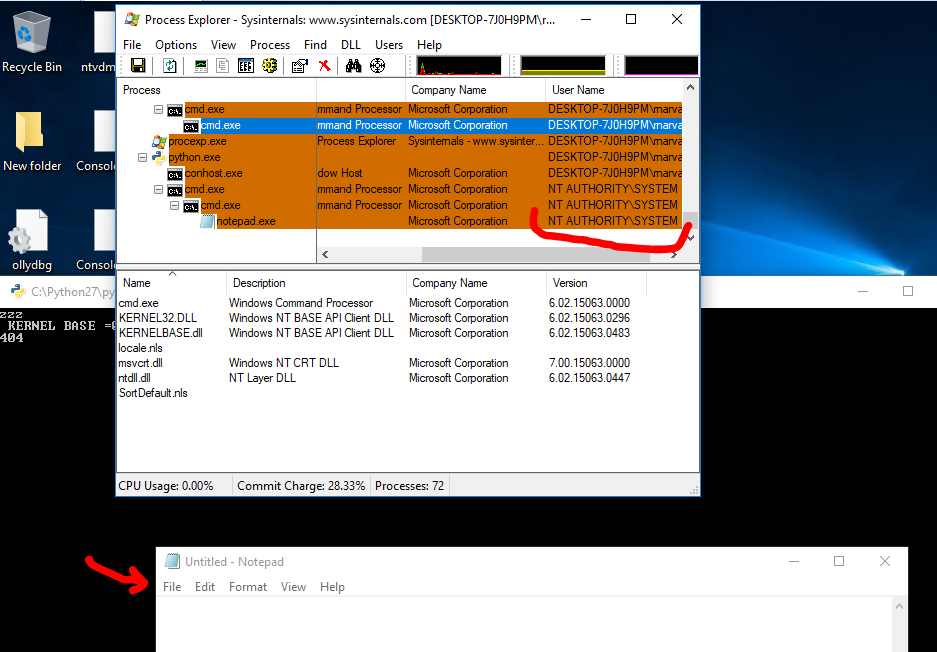 Process Explorer - Sysinternals: www.sysinternals.com [DESKTOP-7J0H9PM\r...
File Options View Process Find DLL Users Help
Process Company Name User Name
cmd.exe mmand Processor Microsoft Corporation DESKTOP-7J0H9PM\marva
cmd.exe mmand Processor Microsoft Corporation DESKTOP-7J0H9PM\marva
procexp.exe Process Explorer Sysinternals - www.sysinter... DESKTOP-7J0H9PM\marva
python.exe DESKTOP-7J0H9PM\marva
conhost.exe dow Host Microsoft Corporation DESKTOP-7J0H9PM\marva
cmd.exe mmand Processor Microsoft Corporation NT AUTHORITY\SYSTEM
cmd.exe mmand Processor Microsoft Corporation NT AUTHORITY\SYSTEM
notepad.exe Microsoft Corporation NT AUTHORITY\SYSTEM
Name Description Company Name Version
cmd.exe Windows Command Processor Microsoft Corporation 6.02.15063.0000
KERNEL32.DLL Windows NT BASE API Client DLL Microsoft Corporation 6.02.15063.0296
KERNELBASE.dll Windows NT BASE API Client DLL Microsoft Corporation 6.02.15063.0483
locale.nls
msvcrt.dll Windows NT CRT DLL Microsoft Corporation 7.00.15063.0000
ntdll.dll NT Layer DLL Microsoft Corporation 6.02.15063.0447
SortDefault.nls
CPU Usage: 0.00% Commit Charge: 28.33% Processes: 72
Recycle Bin
ntvdm
New folder
Consol
ollydbg
Consol
C:\Python27\py
zzz
KERNEL BASE =
404
Untitled - Notepad
File Edit Format View Help